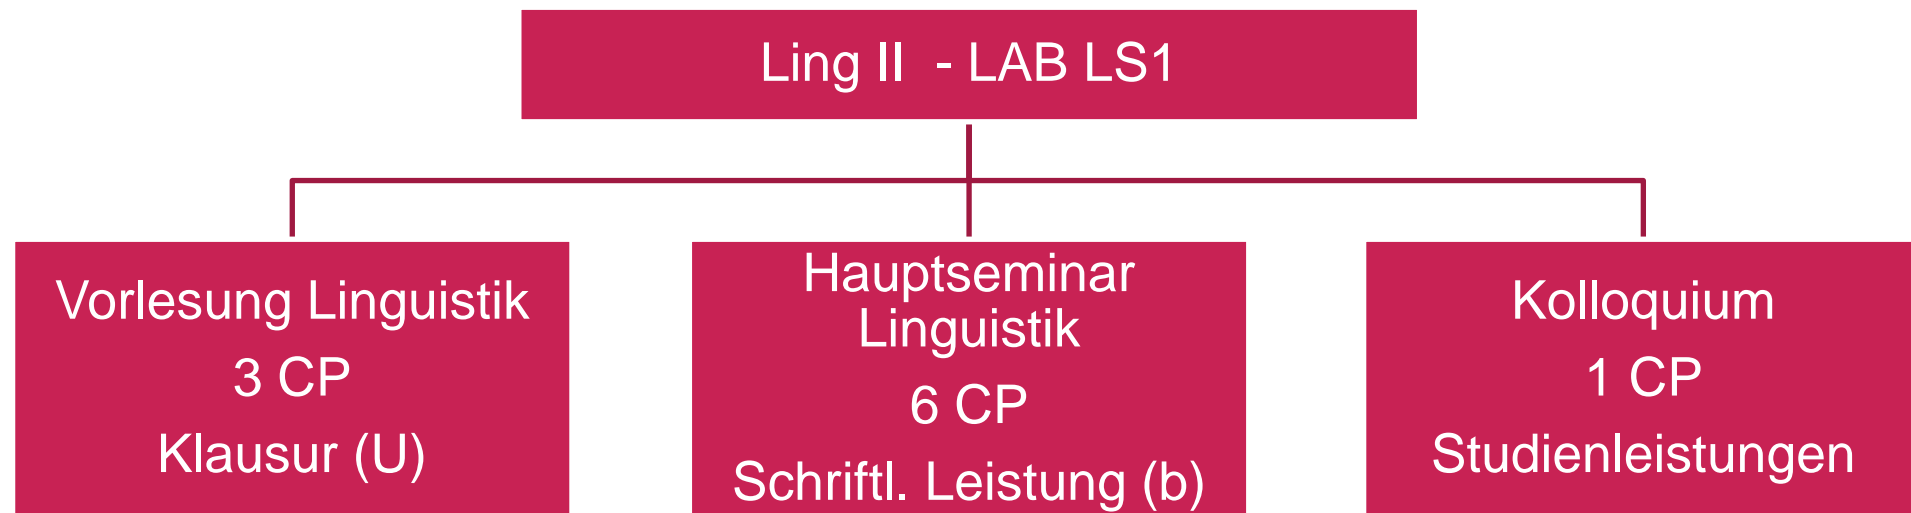 Ling II - LAB LS1
Vorlesung Linguistik
3 CP
Klausur (U)
Hauptseminar
Linguistik
6 CP
Schriftl. Leistung (b)
Kolloquium
1 CP
Studienleistungen